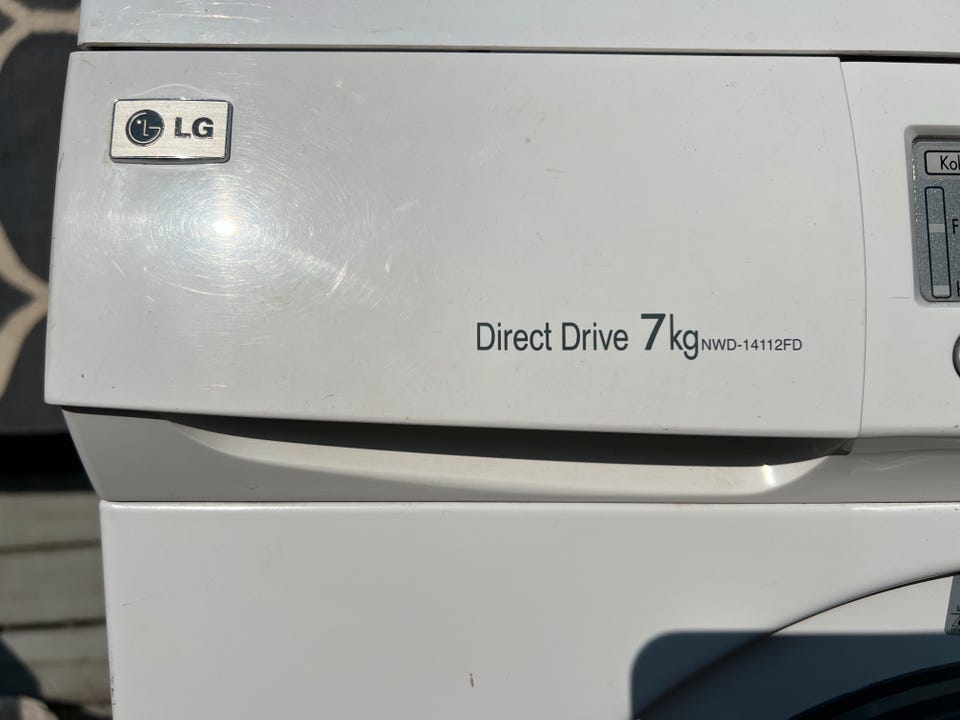 LG
Direct Drive 7kg NWD-14112FD